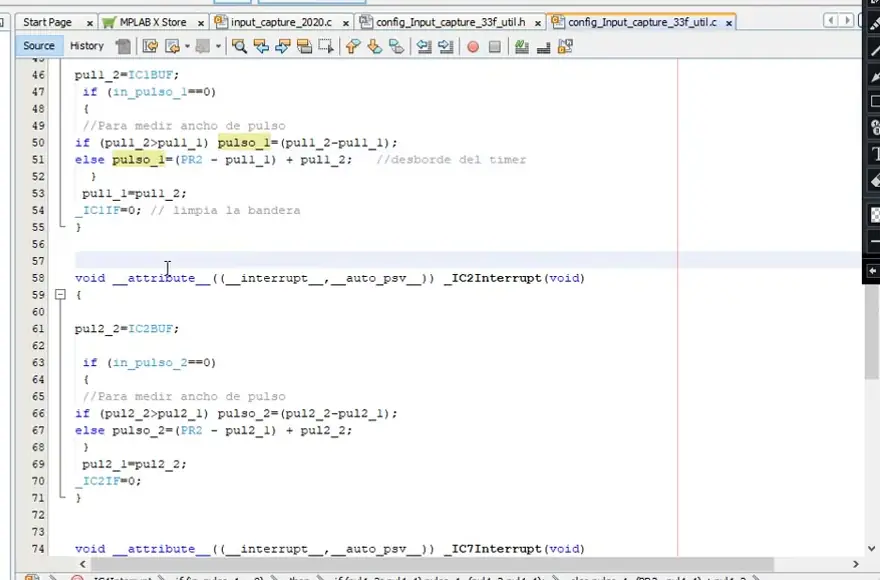 Start Page MPLAB X Store input_capture_2020.c config_Input_capture_33f_util.h config_Input_capture_33f_util.c
Source History
46 pul1_2=IC1BUF;
47 if (in_pulso_1==0)
48 {
49 //Para medir ancho de pulso
50 if (pul1_2>pul1_1) pulso_1=(pul1_2-pul1_1);
51 else pulso_1=(PR2 - pul1_1) + pul1_2; //desborde del timer
52 }
53 pul1_1=pul1_2;
54 _IC1IF=0; // limpia la bandera
55 }
56
57
58 void __attribute__((__interrupt__,__auto_psv__)) _IC2Interrupt(void)
59 {
60
61 pul2_2=IC2BUF;
62
63 if (in_pulso_2==0)
64 {
65 //Para medir ancho de pulso
66 if (pul2_2>pul2_1) pulso_2=(pul2_2-pul2_1);
67 else pulso_2=(PR2 - pul2_1) + pul2_2;
68 }
69 pul2_1=pul2_2;
70 _IC2IF=0;
71 }
72
73
74 void __attribute__((__interrupt__,__auto_psv__)) _IC7Interrupt(void)